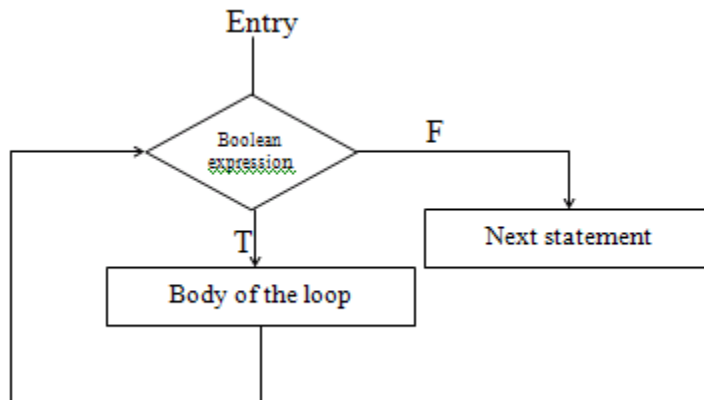 Entry
Boolean
expression
F
T
Next statement
Body of the loop